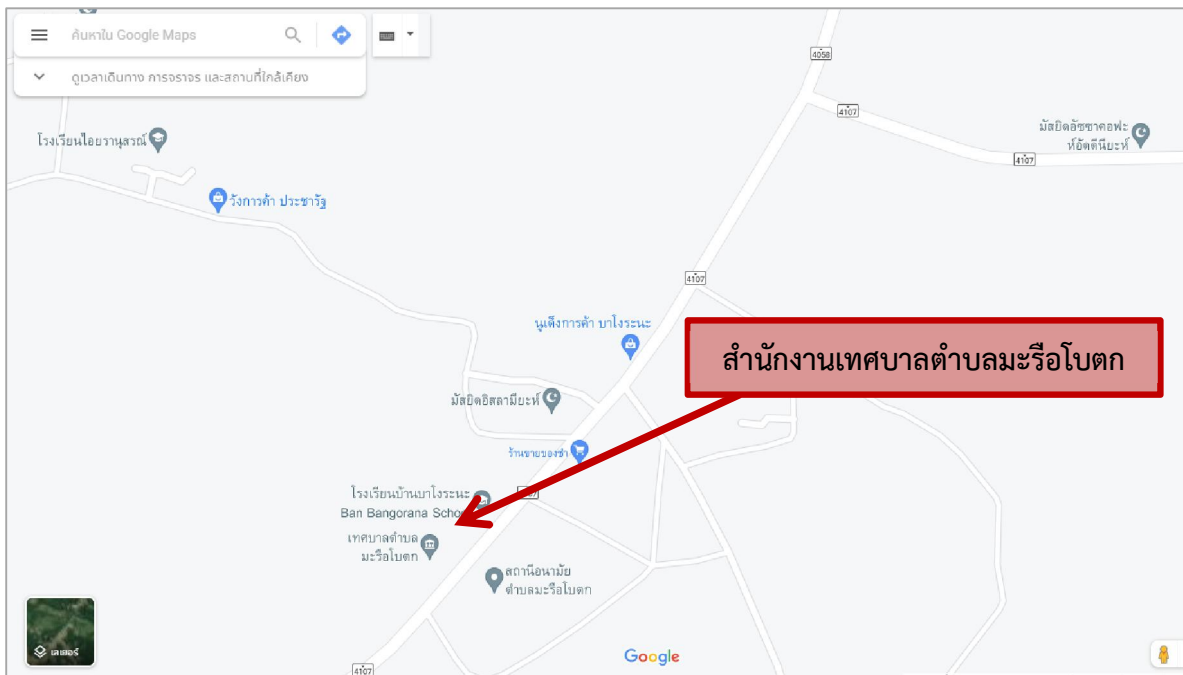 ค้นหาใน Google Maps
ดูเวลาเดินทาง การจราจร และสถานที่ใกล้เคียง
4058
4107
มัสยิดอัซซาคอฟะ
ห์อัดดีนียะห์
4107
โรงเรียนไอยรานุสรณ์
วังการค้า ประชารัฐ
4107
นูเด็งการค้า บาโงระนะ
สำนักงานเทศบาลตำบลมะรือโบตก
มัสยิดอิสลามียะห์
ร้านขายของชำ
โรงเรียนบ้านบาโงระนะ
Ban Bangorana
เทศบาลตำบล
มะรือโบตก
สถานีอนามัย
ตำบลมะรือโบตก
เลเยอร์
Google
4107